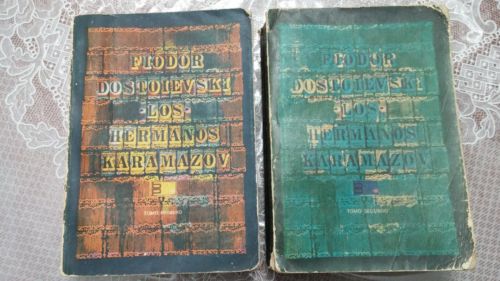 FIODOR
DOSTOIEVSKI
·LOS·
HERMANOS
KARAMAZOV
TOMO PRIMERO
FIODOR
DOSTOIEVSKI
·LOS·
HERMANOS
KARAMAZOV
TOMO SEGUNDO